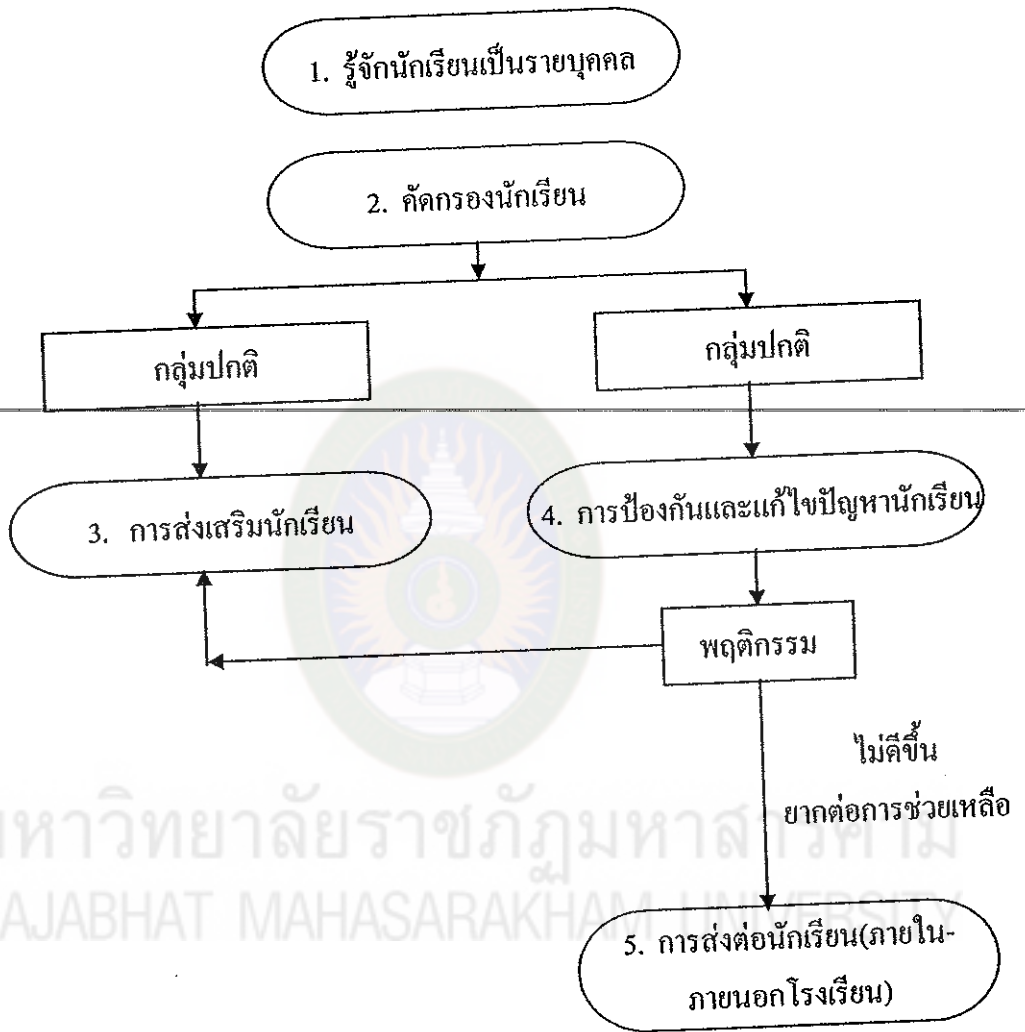 1. รู้จักนักเรียนเป็นรายบุคคล
2. คัดกรองนักเรียน
กลุ่มปกติ
กลุ่มปกติ
3. การส่งเสริมนักเรียน
4. การป้องกันและแก้ไขปัญหานักเรียน
พฤติกรรม
ไม่ดีขึ้น
ยากต่อการช่วยเหลือ
มหาวิทยาลัยราชภัฏมหาสารคาม
RAJABHAT MAHASARAKHAM UNIVERSITY
5. การส่งต่อนักเรียน(ภายใน-
ภายนอกโรงเรียน)